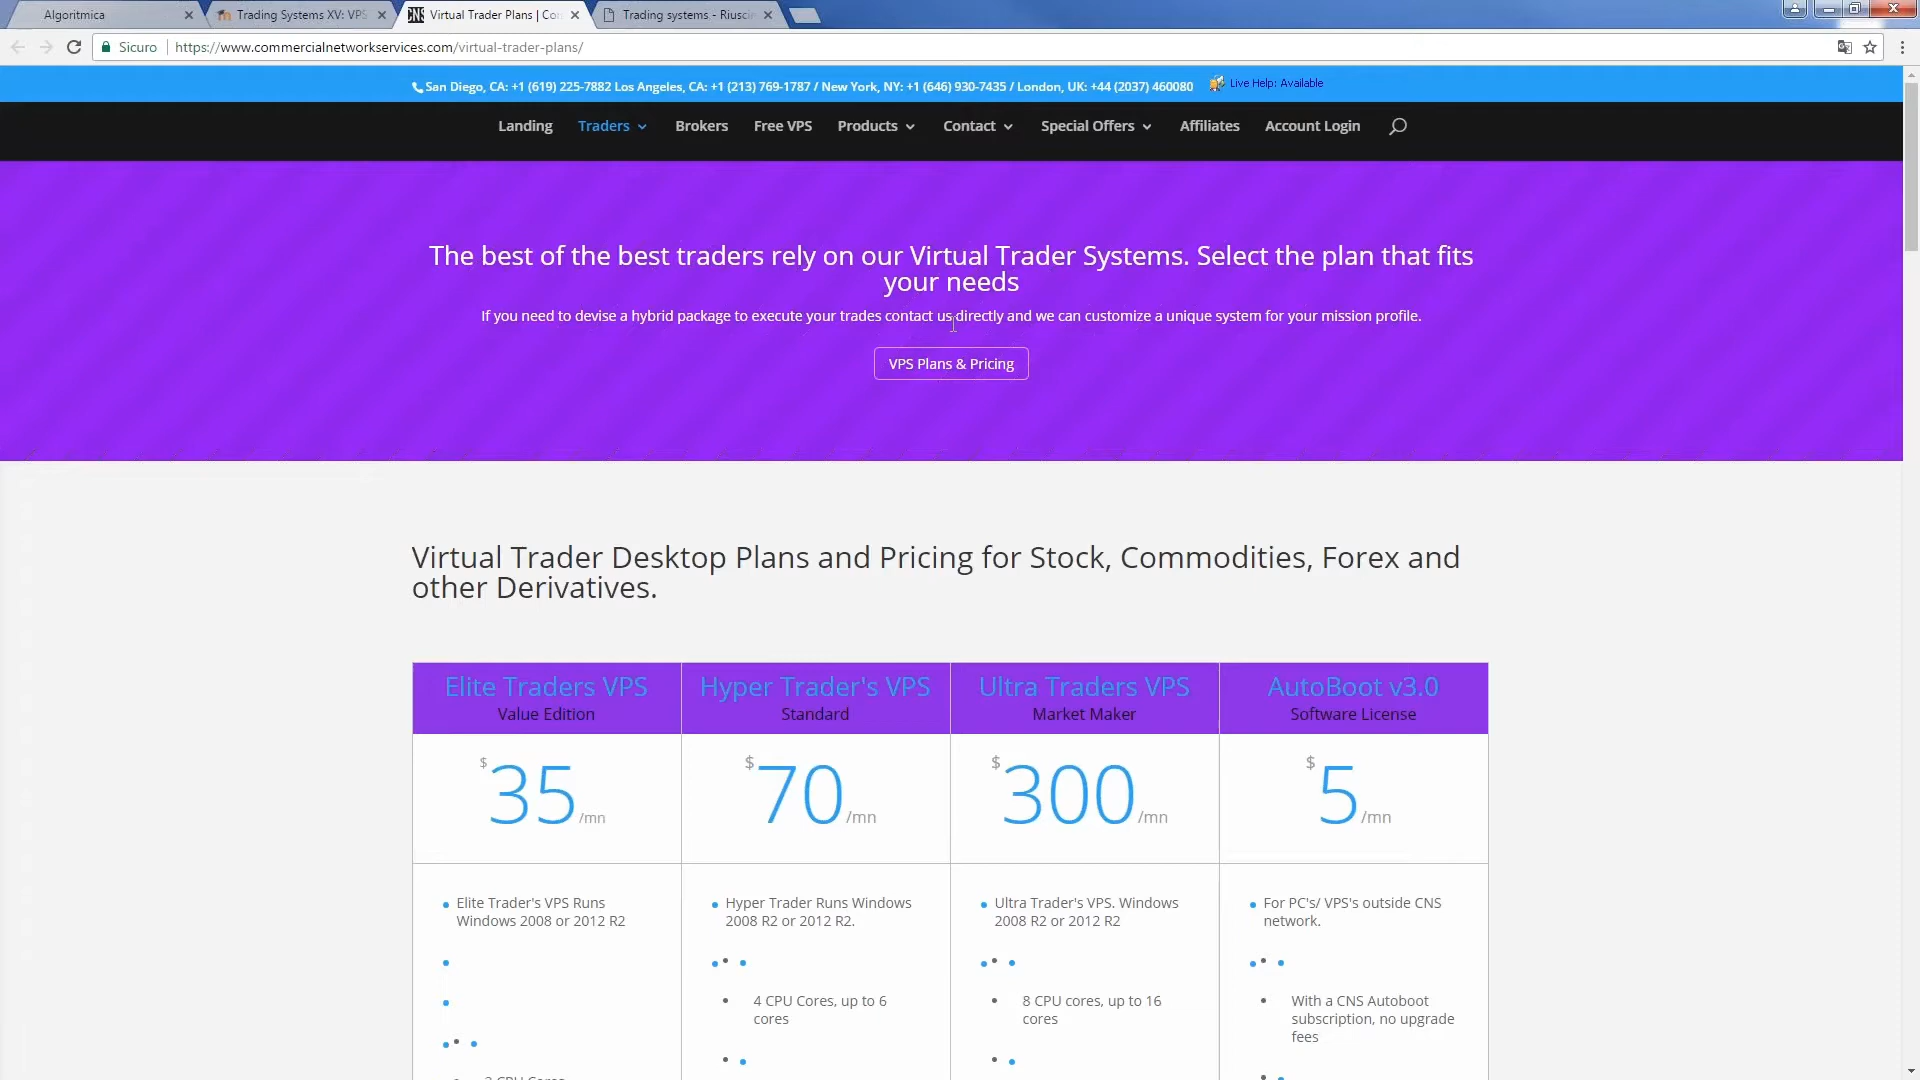 Algoritmica
Trading Systems XV: VPS
Virtual Trader Plans | Co
Trading systems - Riusci
Sicuro
https://www.commercialnetworkservices.com/virtual-trader-plans/
San Diego, CA: +1 (619) 225-7882 Los Angeles, CA: +1 (213) 769-1787 / New York, NY: +1 (646) 930-7435 / London, UK: +44 (2037) 460080
Live Help: Available
Landing
Traders
Brokers
Free VPS
Products
Contact
Special Offers
Affiliates
Account Login
The best of the best traders rely on our Virtual Trader Systems. Select the plan that fits
your needs
If you need to devise a hybrid package to execute your trades contact us directly and we can customize a unique system for your mission profile.
VPS Plans & Pricing
Virtual Trader Desktop Plans and Pricing for Stock, Commodities, Forex and
other Derivatives.
Elite Traders VPS
Value Edition
$35/mn
Elite Trader's VPS Runs
Windows 2008 or 2012 R2
Hyper Trader's VPS
Standard
$70/mn
Hyper Trader Runs Windows
2008 R2 or 2012 R2.
4 CPU Cores, up to 6
cores
Ultra Traders VPS
Market Maker
$300/mn
Ultra Trader's VPS. Windows
2008 R2 or 2012 R2
8 CPU cores, up to 16
cores
AutoBoot v3.0
Software License
$5/mn
For PC's/ VPS's outside CNS
network.
With a CNS Autoboot
subscription, no upgrade
fees